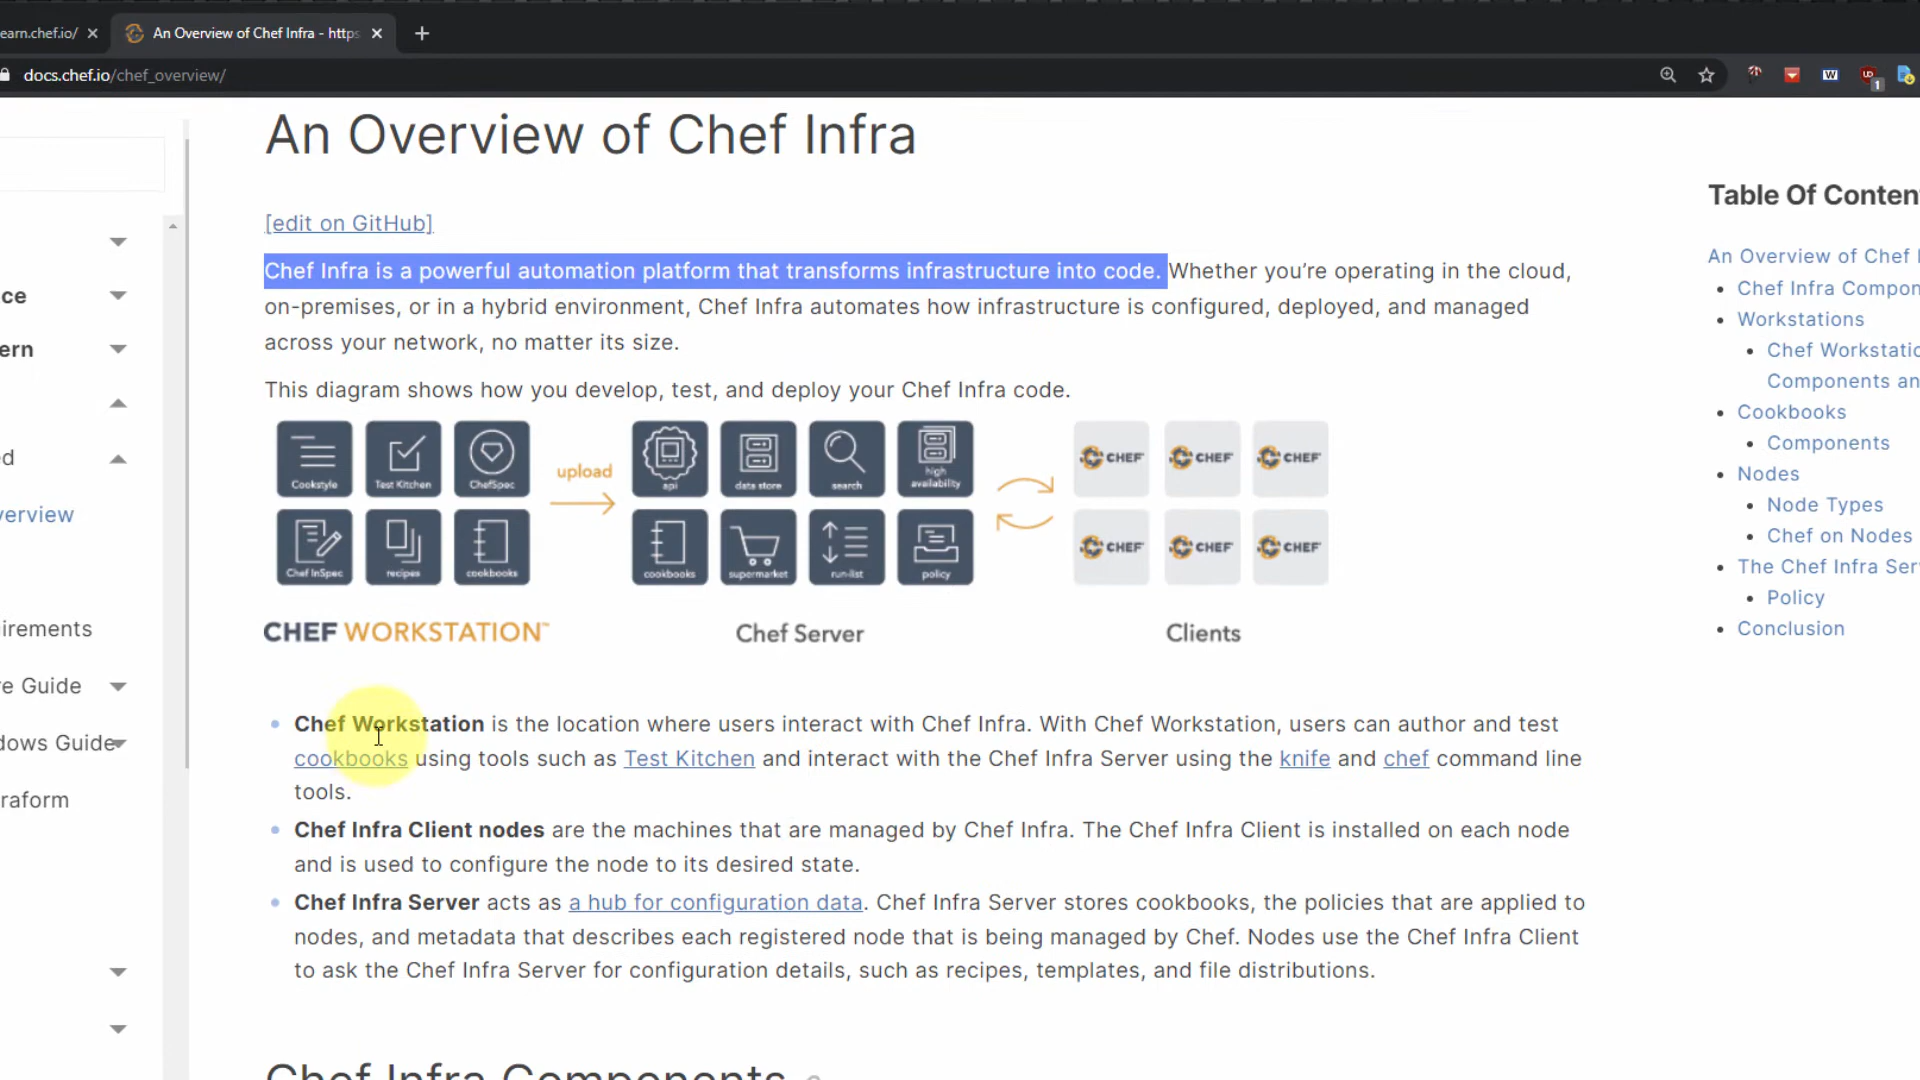 earn.chef.io/
An Overview of Chef Infra - https
docs.chef.io/chef_overview/
W
UD
1
An Overview of Chef Infra
[edit on GitHub]
Chef Infra is a powerful automation platform that transforms infrastructure into code. Whether you're operating in the cloud,
on-premises, or in a hybrid environment, Chef Infra automates how infrastructure is configured, deployed, and managed
across your network, no matter its size.
This diagram shows how you develop, test, and deploy your Chef Infra code.
Cookstyle
Test Kitchen
ChefSpec
upload
api
data store
search
high
availability
CHEF
CHEF
CHEF
Chef InSpec
recipes
cookbooks
cookbooks
supermarket
run-list
policy
CHEF
CHEF
CHEF
CHEF WORKSTATION™
Chef Server
Clients
• Chef Workstation is the location where users interact with Chef Infra. With Chef Workstation, users can author and test
cookbooks using tools such as Test Kitchen and interact with the Chef Infra Server using the knife and chef command line
tools.
• Chef Infra Client nodes are the machines that are managed by Chef Infra. The Chef Infra Client is installed on each node
and is used to configure the node to its desired state.
• Chef Infra Server acts as a hub for configuration data. Chef Infra Server stores cookbooks, the policies that are applied to
nodes, and metadata that describes each registered node that is being managed by Chef. Nodes use the Chef Infra Client
to ask the Chef Infra Server for configuration details, such as recipes, templates, and file distributions.
Chef Infra Components
ce
ern
ed
verview
irements
e Guide
dows Guide
raform
Table Of Conten
An Overview of Chef I
• Chef Infra Compon
• Workstations
• Chef Workstatio
Components an
• Cookbooks
• Components
• Nodes
• Node Types
• Chef on Nodes
• The Chef Infra Ser
• Policy
• Conclusion